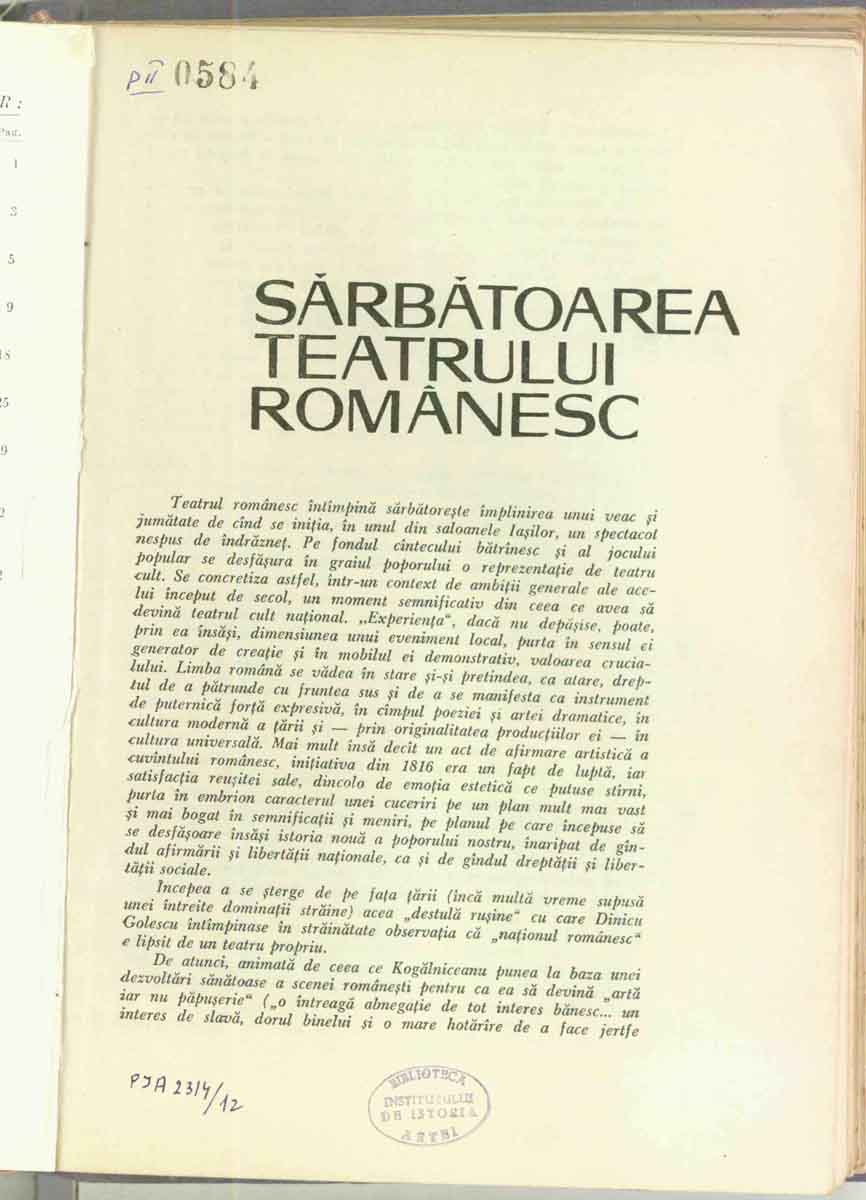 R :
Pag.
1
3
5
9
18
25
9
2
P II 0584
SĂRBĂTOAREA
TEATRULUI
ROMÂNESC
Teatrul românesc întîmpină sărbătorește împlinirea unui veac și
jumătate de cînd se iniția, în unul din saloanele Iașilor, un spectacol
nespus de îndrăzneț. Pe fondul cîntecului bătrînesc și al jocului
popular se desfășura în graiul poporului o reprezentație de teatru
cult. Se concretiza astfel, într-un context de ambiții generale ale ace-
lui început de secol, un moment semnificativ din ceea ce avea să
devină teatrul cult național. „Experiența“, dacă nu depășise, poate,
prin ea însăși, dimensiunea unui eveniment local, purta în sensul ei
generator de creație și în mobilul ei demonstrativ, valoarea crucia-
lului. Limba română se vădea în stare și-și pretindea, ca atare, drep-
tul de a pătrunde cu fruntea sus și de a se manifesta ca instrument
de puternică forță expresivă, în cîmpul poeziei și artei dramatice, în
cultura modernă a țării și — prin originalitatea producțiilor ei — în
cultura universală. Mai mult însă decît un act de afirmare artistică a
cuvîntului românesc, inițiativa din 1816 era un fapt de luptă, iar
satisfacția reușitei sale, dincolo de emoția estetică ce putuse stîrni,
purta în embrion caracterul unei cuceriri pe un plan mult mai vast
și mai bogat în semnificații și meniri, pe planul pe care începuse să
se desfășoare însăși istoria nouă a poporului nostru, înaripat de gîn-
dul afirmării și libertății naționale, ca și de gîndul dreptății și liber-
tății sociale.
Începea a se șterge de pe fața țării (încă multă vreme supusă
unei întreite dominații străine) acea „destulă rușine“ cu care Dinicu
Golescu întîmpinase în străinătate observația că „naționul românesc“
e lipsit de un teatru propriu.
De atunci, animată de ceea ce Kogălniceanu punea la baza unei
dezvoltări sănătoase a scenei românești pentru ca ea să devină „artă
iar nu păpușerie“ („o întreagă abnegație de tot interes bănesc... un
interes de slavă, dorul binelui și o mare hotărîre de a face jertfe
PJA 2314/12
BIBLIOTECA
INSTITUTULUI
DE ISTORIA
ARTEI